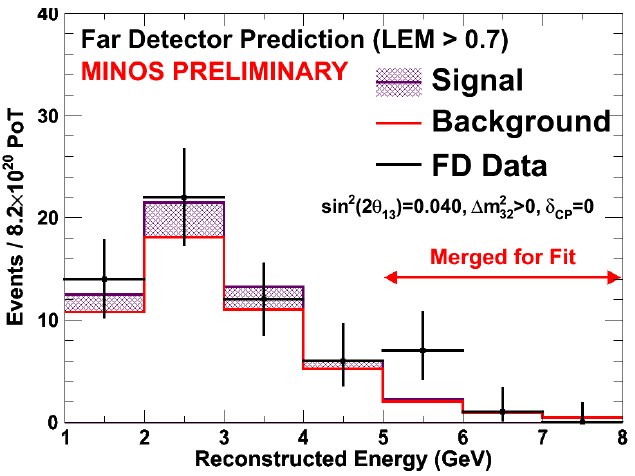 40
Far Detector Prediction (LEM > 0.7)
MINOS PRELIMINARY
Signal
Background
FD Data
sin²(2θ₁₃)=0.040, Δm²₃₂>0, δ_CP=0
Merged for Fit
30
20
10
0
Events / 8.2×10²⁰ PoT
1 2 3 4 5 6 7 8
Reconstructed Energy (GeV)